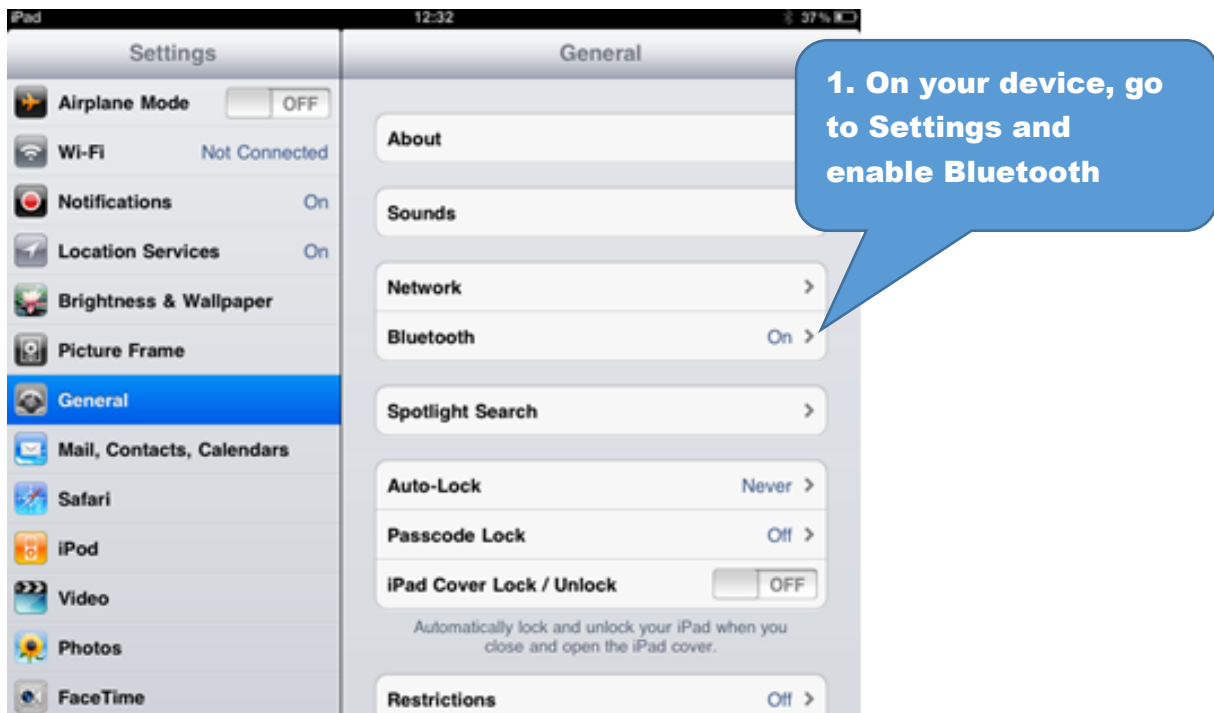 iPad 12:32 37%
Settings
General
Airplane Mode OFF
Wi-Fi Not Connected
Notifications On
Location Services On
Brightness & Wallpaper
Picture Frame
General
Mail, Contacts, Calendars
Safari
iPod
Video
Photos
FaceTime
About
Sounds
Network
Bluetooth On
Spotlight Search
Auto-Lock Never
Passcode Lock Off
iPad Cover Lock / Unlock OFF
Automatically lock and unlock your iPad when you
close and open the iPad cover.
Restrictions Off
1. On your device, go
to Settings and
enable Bluetooth